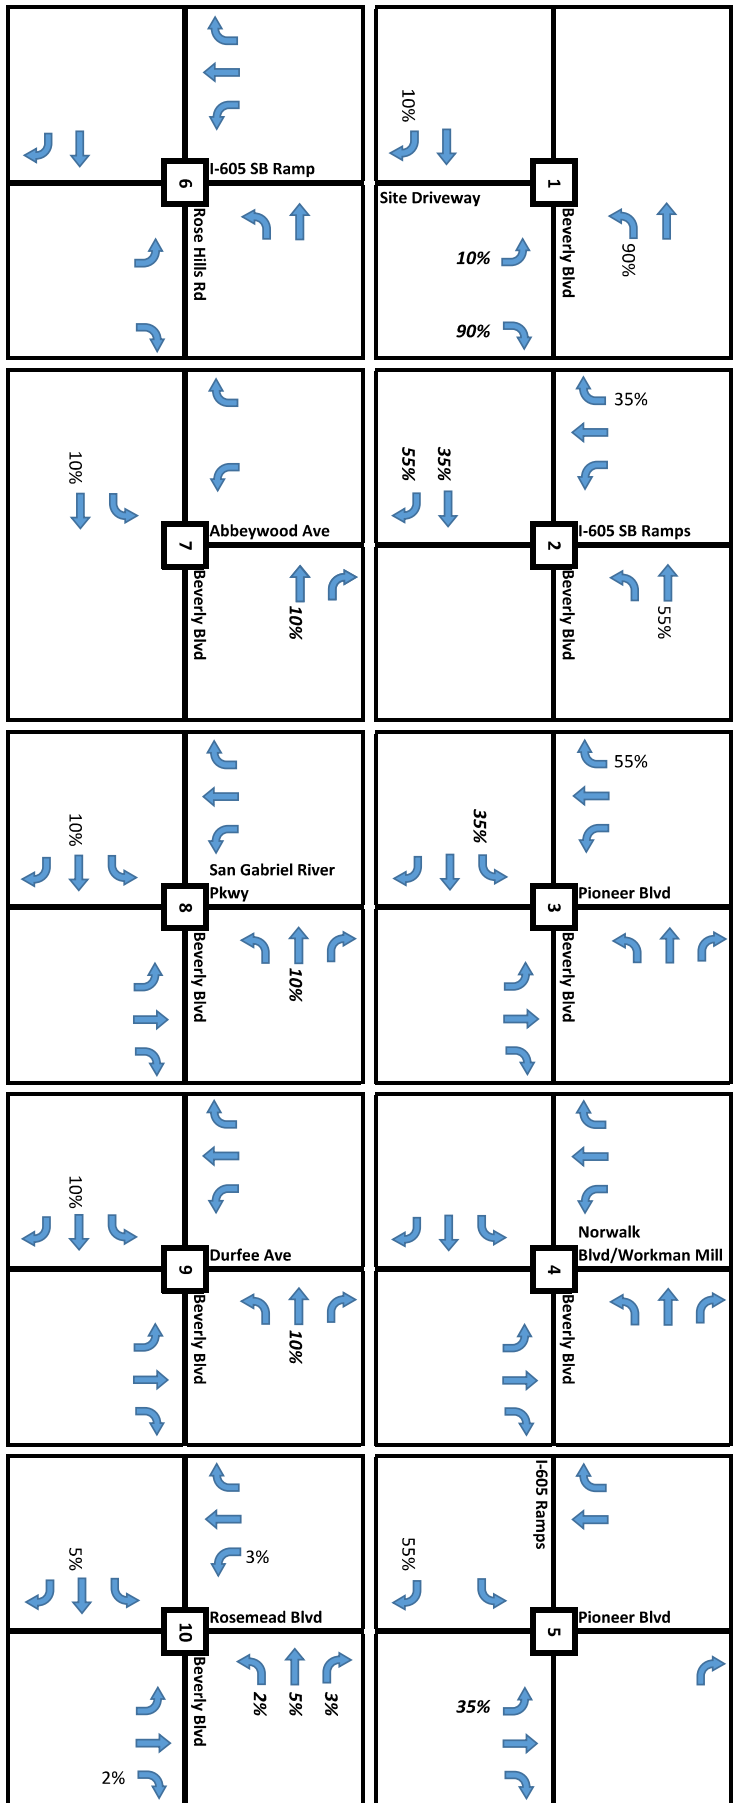 I-605 SB Ramp
6
Rose Hills Rd
10%
1
Site Driveway
Beverly Blvd
90%
10%
90%
10%
7
Abbeywood Ave
Beverly Blvd
10%
35%
55%
35%
2
I-605 SB Ramps
Beverly Blvd
55%
10%
San Gabriel River
Pkwy
8
Beverly Blvd
10%
55%
35%
3
Pioneer Blvd
Beverly Blvd
10%
9
Durfee Ave
Beverly Blvd
10%
Norwalk
Blvd/Workman Mill
4
Beverly Blvd
5%
3%
10
Rosemead Blvd
Beverly Blvd
2%
5%
3%
2%
I-605 Ramps
55%
5
Pioneer Blvd
35%